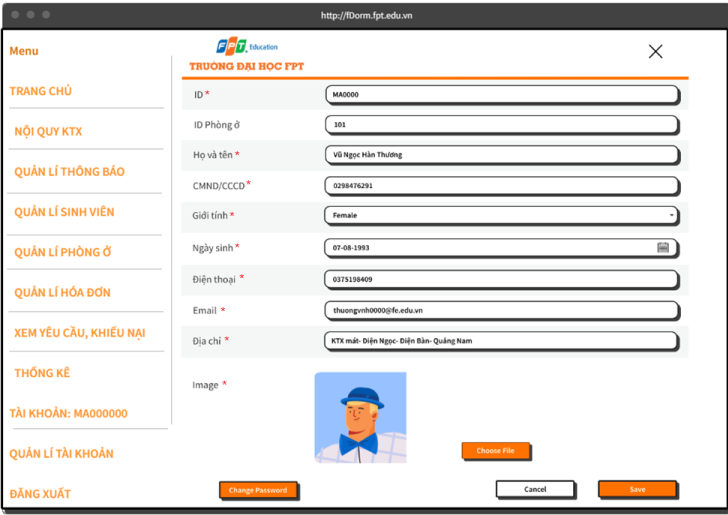 http://fDorm.fpt.edu.vn
Menu
TRANG CHỦ
NỘI QUY KTX
QUẢN LÍ THÔNG BÁO
QUẢN LÍ SINH VIÊN
QUẢN LÍ PHÒNG Ở
QUẢN LÍ HÓA ĐƠN
XEM YÊU CẦU, KHIẾU NẠI
THỐNG KÊ
TÀI KHOẢN: MA000000
QUẢN LÍ TÀI KHOẢN
ĐĂNG XUẤT
FPT. Education
TRƯỜNG ĐẠI HỌC FPT
ID * MA0000
ID Phòng ở 101
Họ và tên * Vũ Ngọc Hàn Thương
CMND/CCCD * 0298476291
Giới tính * Female
Ngày sinh * 07-08-1993
Điện thoại * 0375198409
Email * thuongvnh0000@fe.edu.vn
Địa chỉ * KTX mát- Điện Ngọc- Điện Bàn- Quảng Nam
Image *
Choose File
Change Password
Cancel
Save